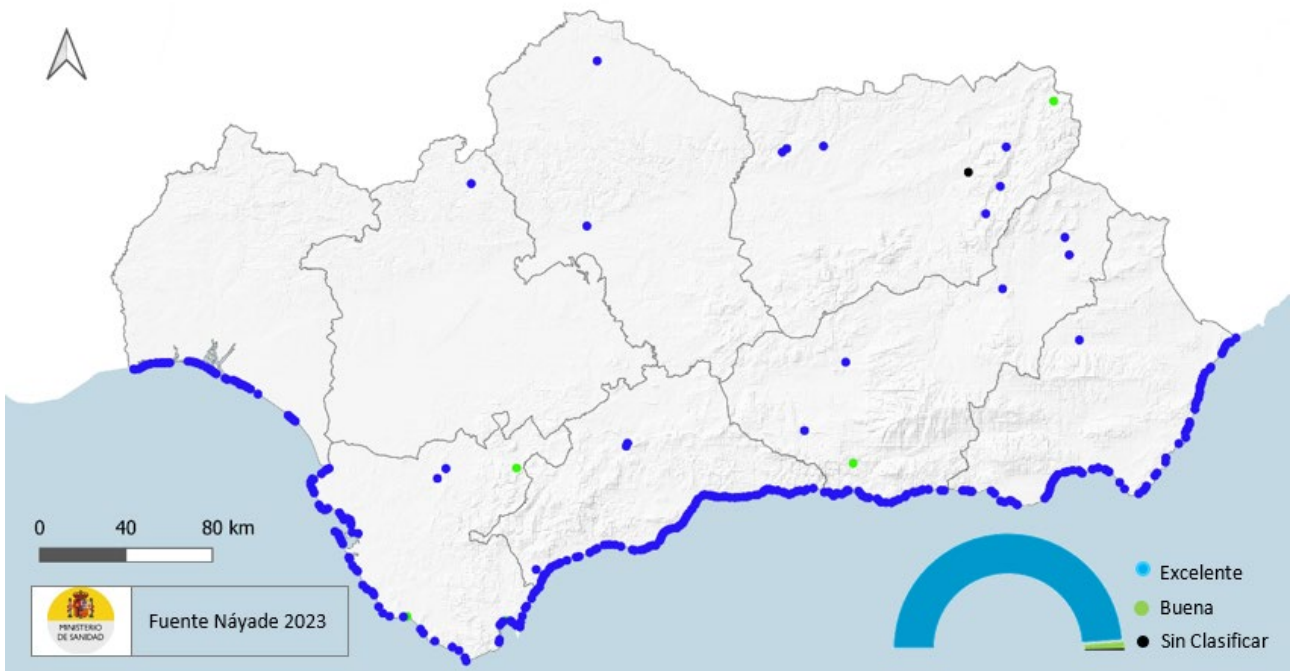 0 40 80 km
MINISTERIO
DE SANIDAD
Fuente Náyade 2023
Excelente
Buena
Sin Clasificar